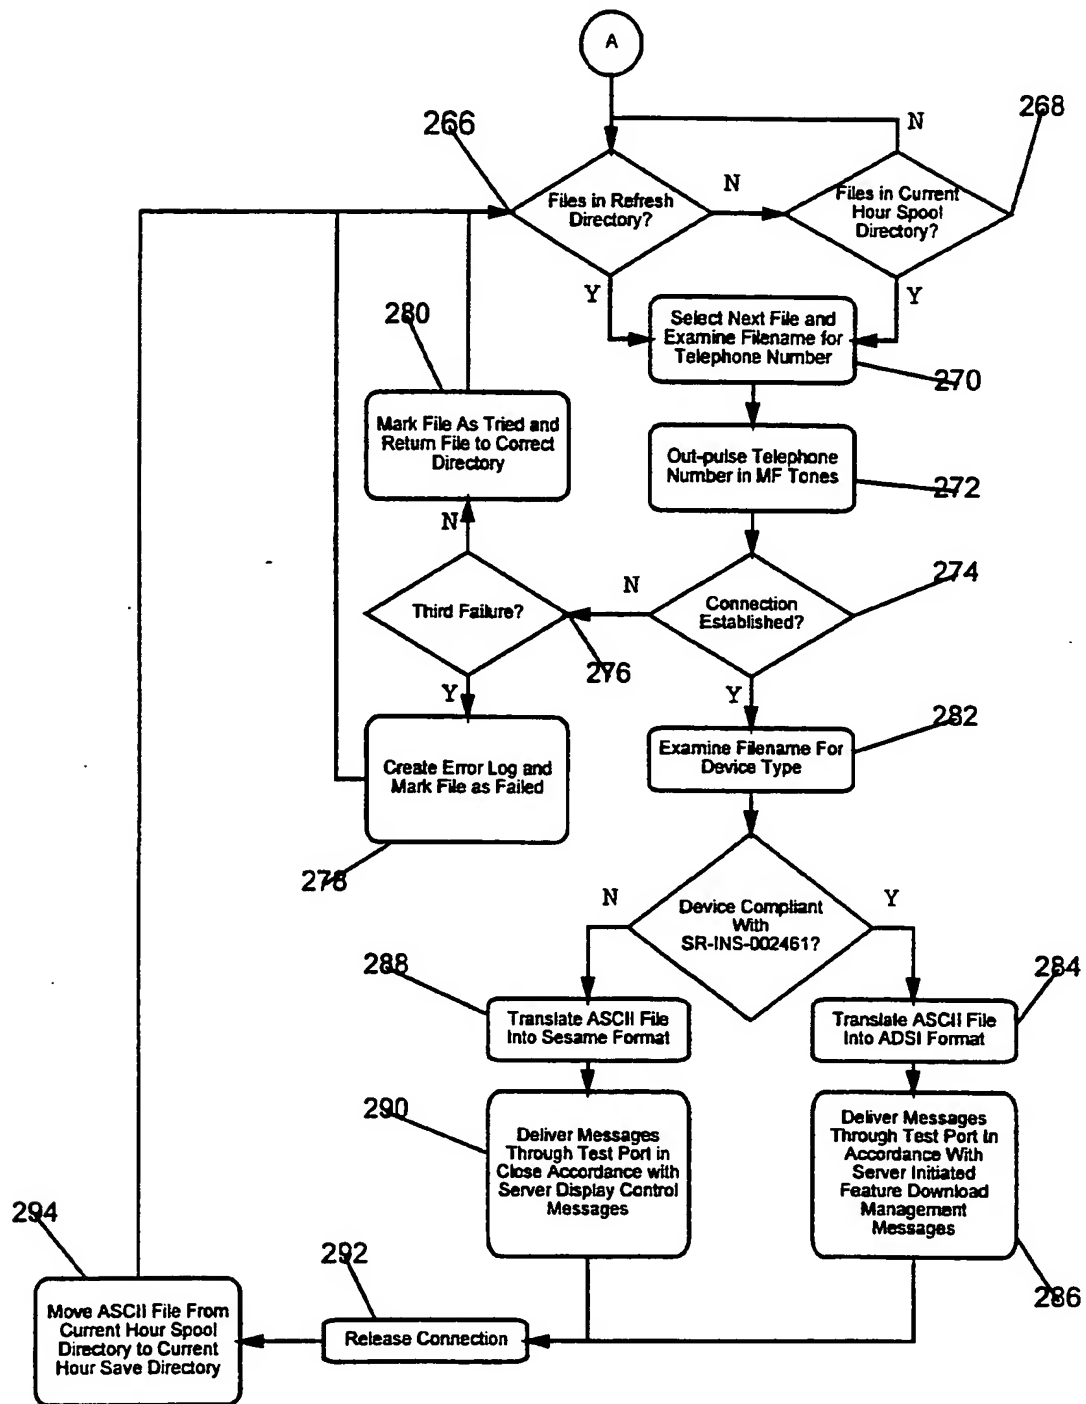 A
266
268
N
Files in Refresh
Directory?
N
Files in Current
Hour Spool
Directory?
Y
Y
280
Select Next File and
Examine Filename for
Telephone Number
270
Mark File As Tried and
Return File to Correct
Directory
Out-pulse Telephone
Number in MF Tones
272
N
274
Third Failure?
N
Connection
Established?
276
Y
Y
282
Create Error Log and
Mark File as Failed
Examine Filename For
Device Type
278
N
Device Compliant
With
SR-INS-002461?
Y
288
284
Translate ASCII File
Into Sesame Format
Translate ASCII File
Into ADSI Format
290
Deliver Messages
Through Test Port in
Close Accordance with
Server Display Control
Messages
Deliver Messages
Through Test Port In
Accordance With
Server Initiated
Feature Download
Management
Messages
294
292
286
Move ASCII File From
Current Hour Spool
Directory to Current
Hour Save Directory
Release Connection